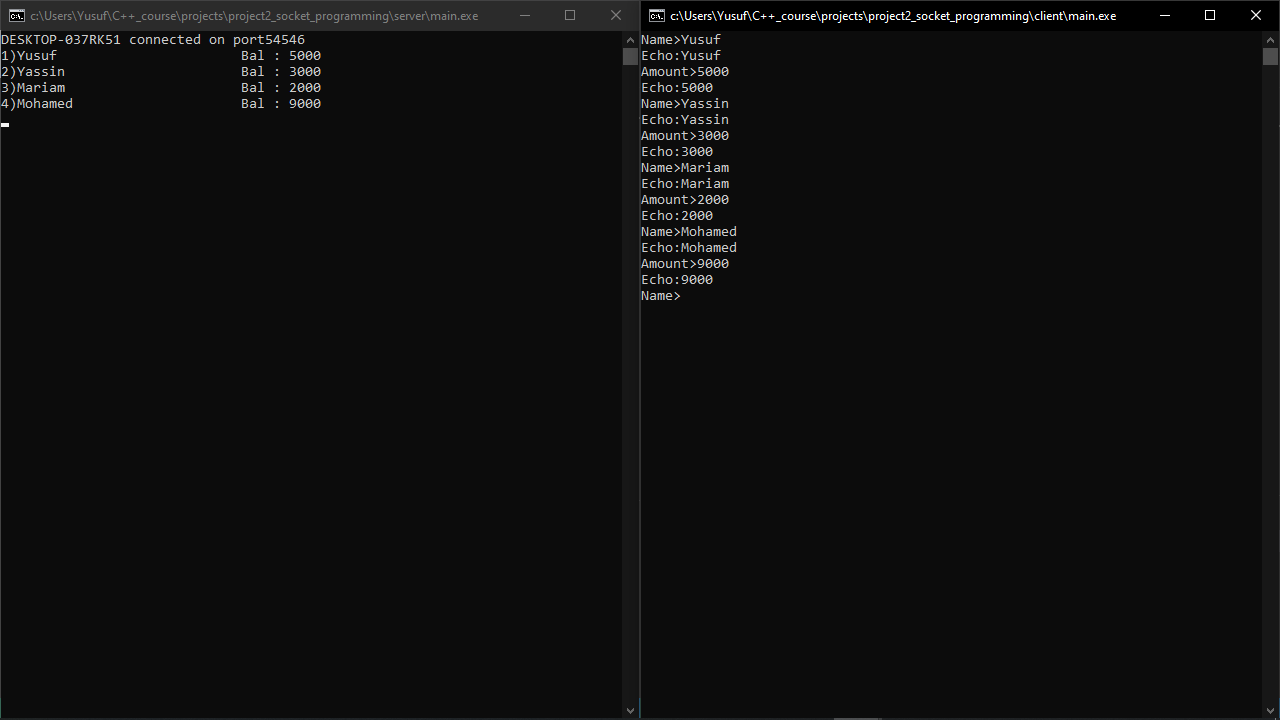 c:\Users\Yusuf\C++_course\projects\project2_socket_programming\server\main.exe
DESKTOP-037RK51 connected on port54546
1)Yusuf                       Bal : 5000
2)Yassin                      Bal : 3000
3)Mariam                      Bal : 2000
4)Mohamed                     Bal : 9000
c:\Users\Yusuf\C++_course\projects\project2_socket_programming\client\main.exe
Name>Yusuf
Echo:Yusuf
Amount>5000
Echo:5000
Name>Yassin
Echo:Yassin
Amount>3000
Echo:3000
Name>Mariam
Echo:Mariam
Amount>2000
Echo:2000
Name>Mohamed
Echo:Mohamed
Amount>9000
Echo:9000
Name>